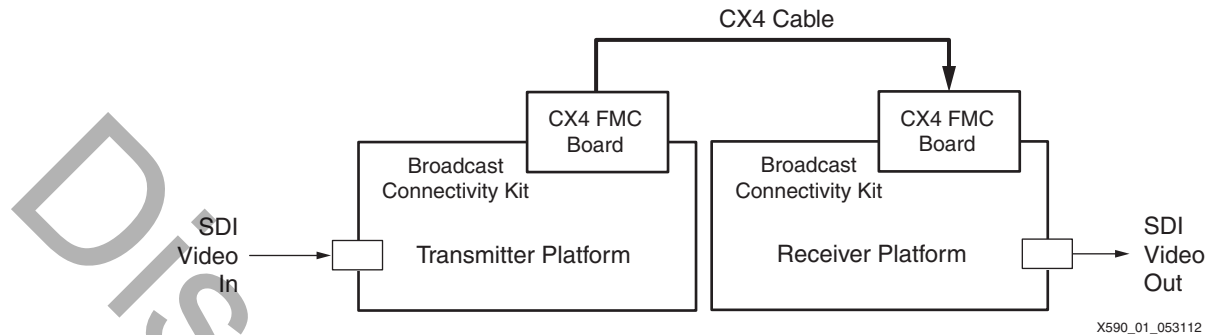 CX4 Cable
CX4 FMC
Board
CX4 FMC
Board
Broadcast
Connectivity Kit
Broadcast
Connectivity Kit
SDI
Video
In
Transmitter Platform
Receiver Platform
SDI
Video
Out
X590_01_053112
Dis